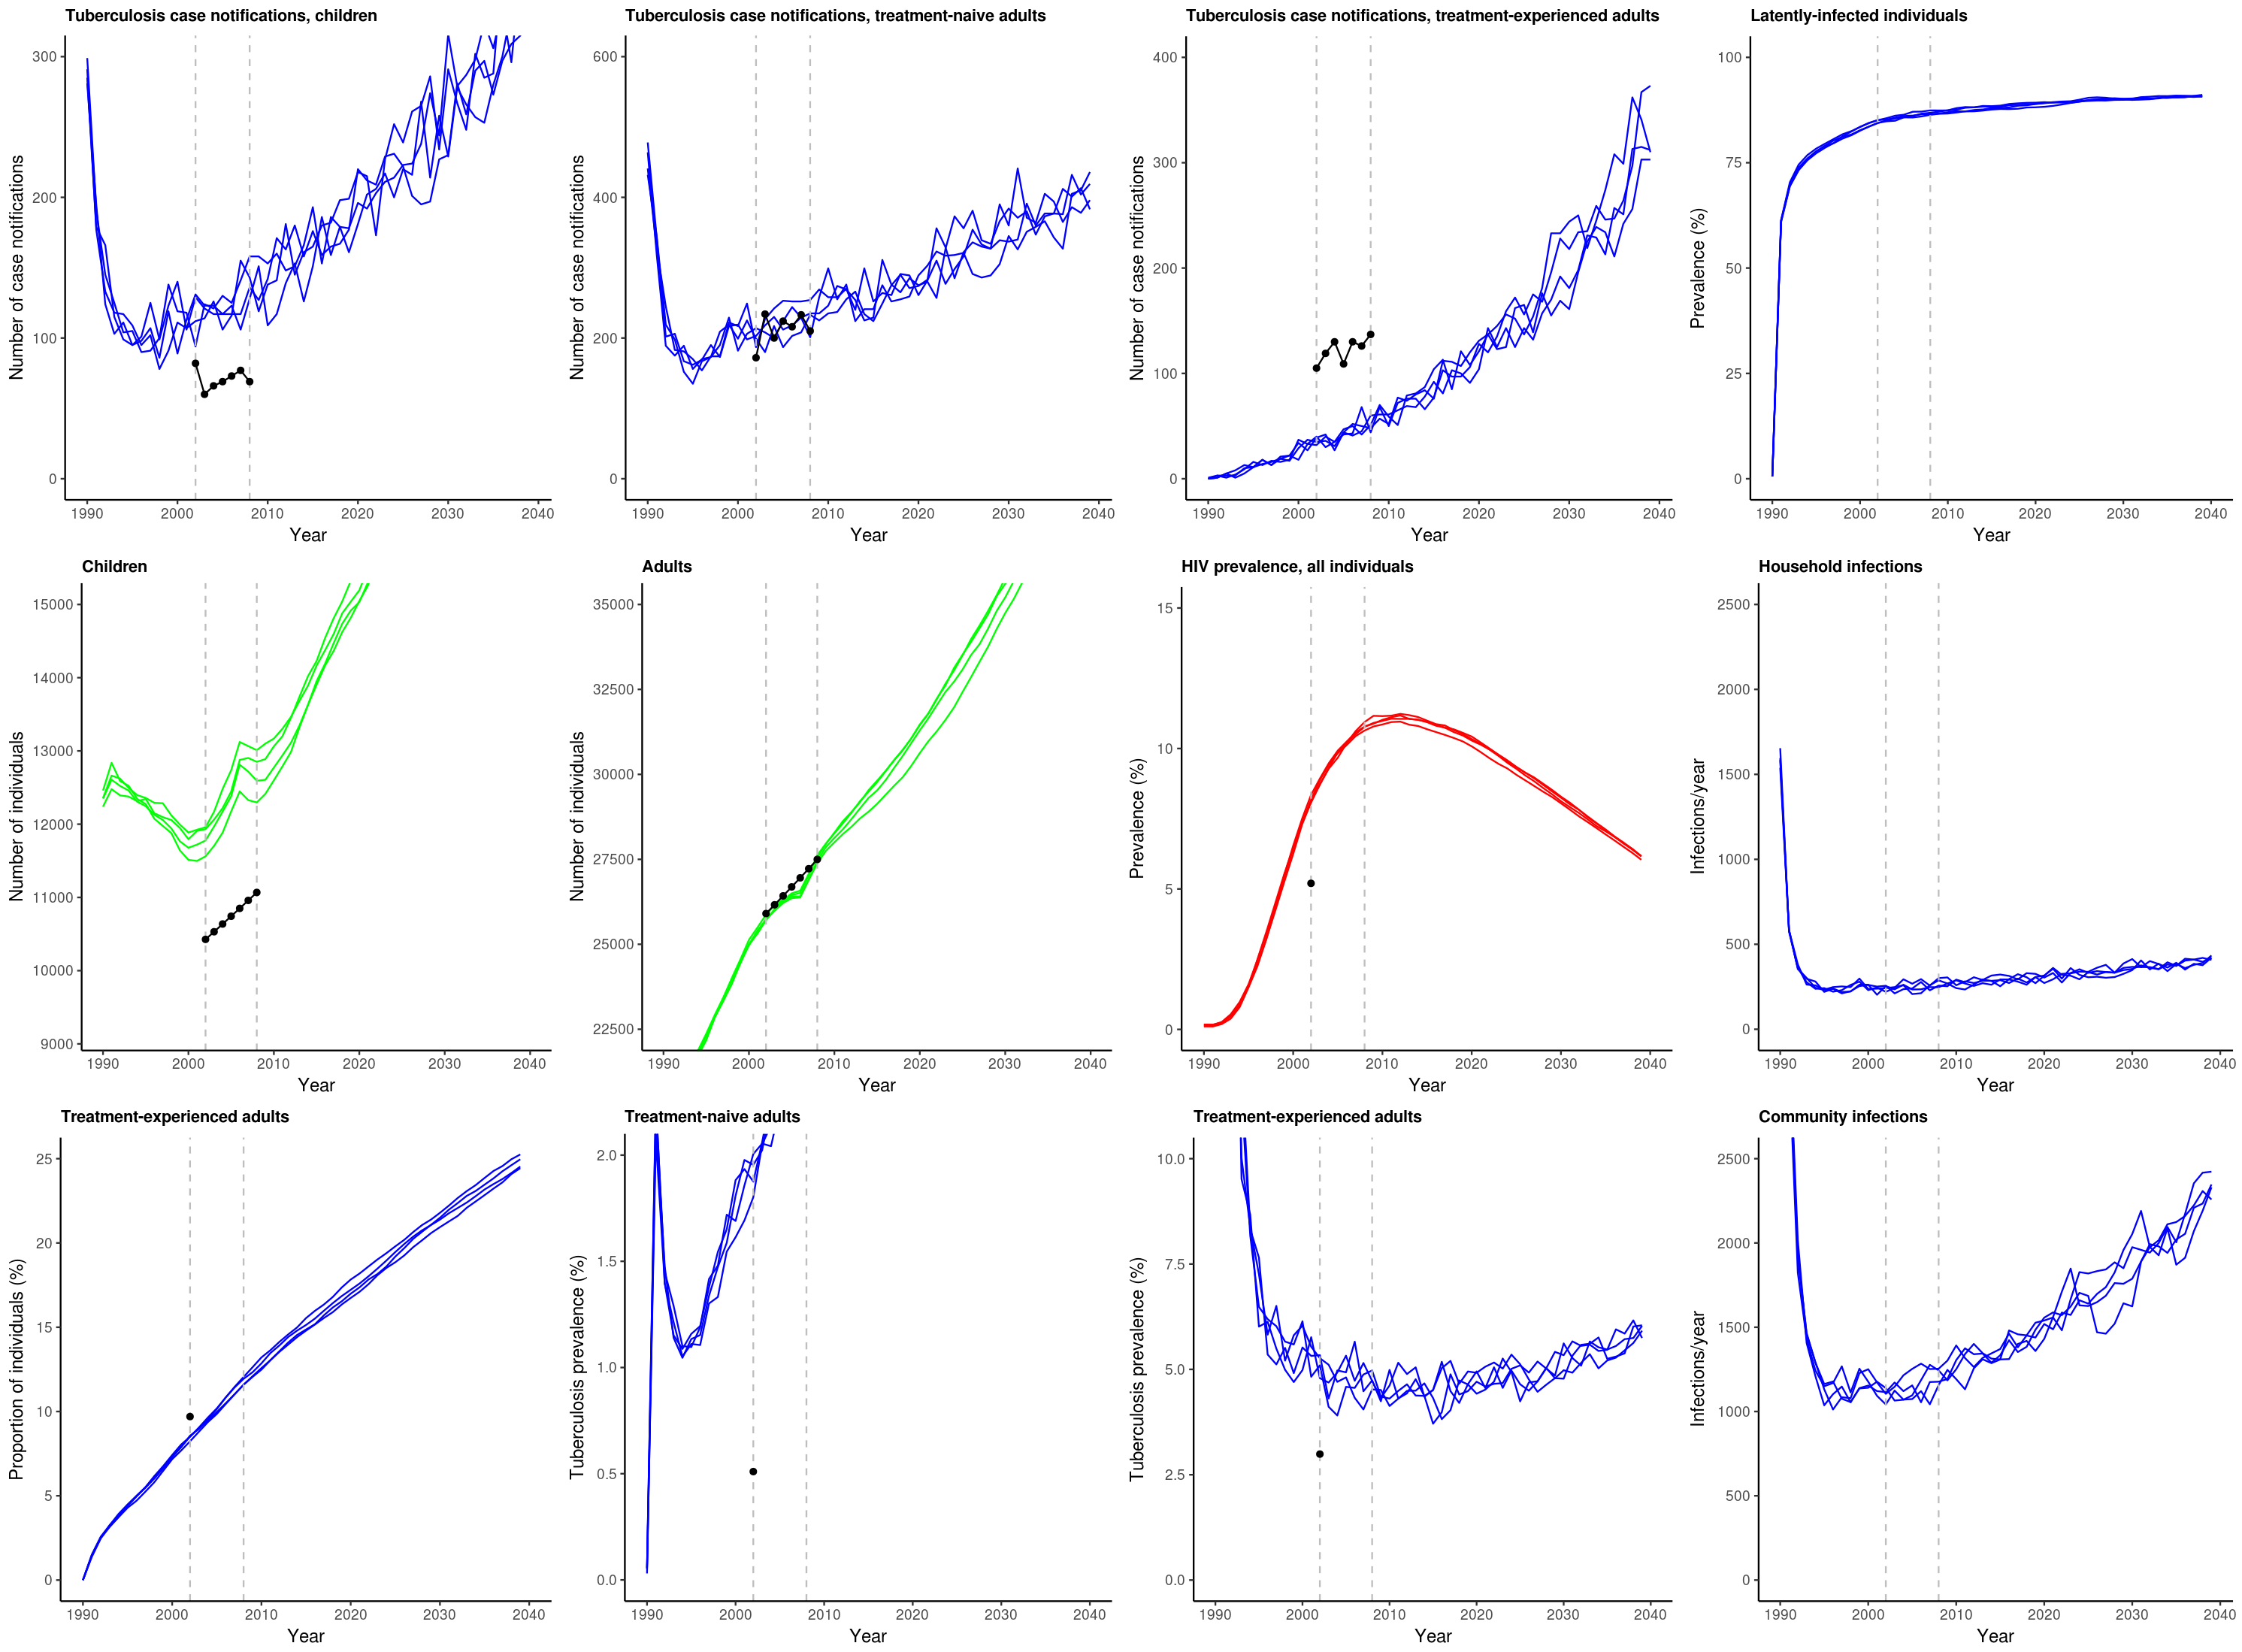 Tuberculosis case notifications, children
Number of case notifications
300
200
100
0
1990 2000 2010 2020 2030 2040
Year
Tuberculosis case notifications, treatment-naive adults
Number of case notifications
600
400
200
0
1990 2000 2010 2020 2030 2040
Year
Tuberculosis case notifications, treatment-experienced adults
Number of case notifications
400
300
200
100
0
1990 2000 2010 2020 2030 2040
Year
Latently-infected individuals
Prevalence (%)
100
75
50
25
0
1990 2000 2010 2020 2030 2040
Year
Children
Number of individuals
15000
14000
13000
12000
11000
10000
9000
1990 2000 2010 2020 2030 2040
Year
Adults
Number of individuals
35000
32500
30000
27500
25000
22500
1990 2000 2010 2020 2030 2040
Year
HIV prevalence, all individuals
Prevalence (%)
15
10
5
0
1990 2000 2010 2020 2030 2040
Year
Household infections
Infections/year
2500
2000
1500
1000
500
0
1990 2000 2010 2020 2030 2040
Year
Treatment-experienced adults
Proportion of individuals (%)
25
20
15
10
5
0
1990 2000 2010 2020 2030 2040
Year
Treatment-naive adults
Tuberculosis prevalence (%)
2.0
1.5
1.0
0.5
0.0
1990 2000 2010 2020 2030 2040
Year
Treatment-experienced adults
Tuberculosis prevalence (%)
10.0
7.5
5.0
2.5
0.0
1990 2000 2010 2020 2030 2040
Year
Community infections
Infections/year
2500
2000
1500
1000
500
0
1990 2000 2010 2020 2030 2040
Year